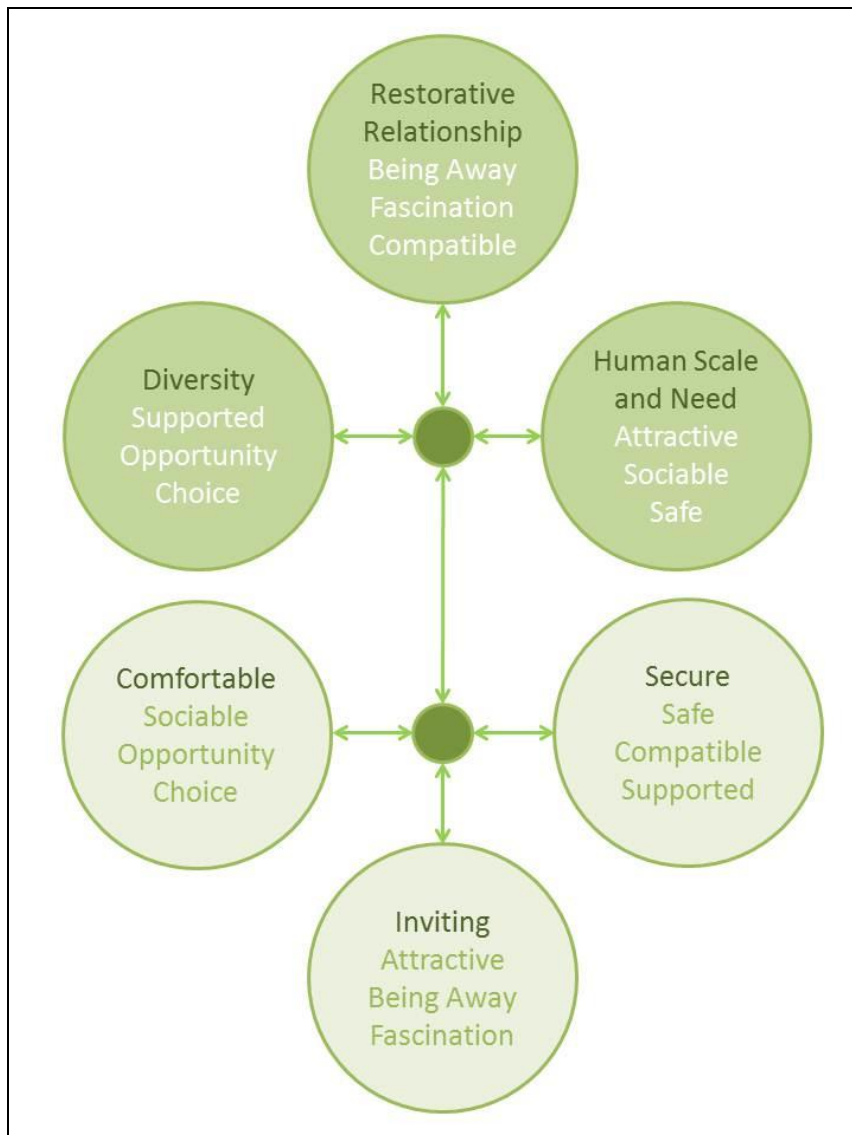 Restorative
Relationship
Being Away
Fascination
Compatible
Diversity
Supported
Opportunity
Choice
Human Scale
and Need
Attractive
Sociable
Safe
Comfortable
Sociable
Opportunity
Choice
Secure
Safe
Compatible
Supported
Inviting
Attractive
Being Away
Fascination